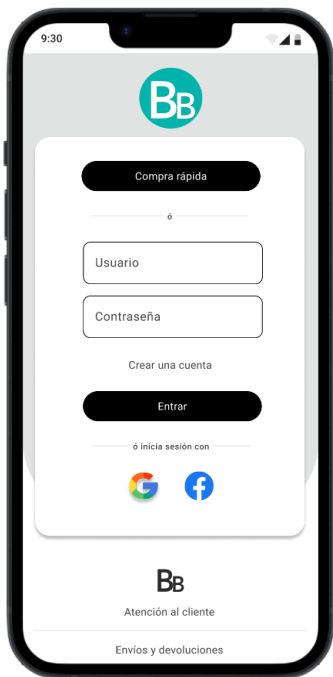 9:30
BB
Compra rápida
ó
Usuario
Contraseña
Crear una cuenta
Entrar
ó inicia sesión con
G
f
BB
Atención al cliente
Envíos y devoluciones